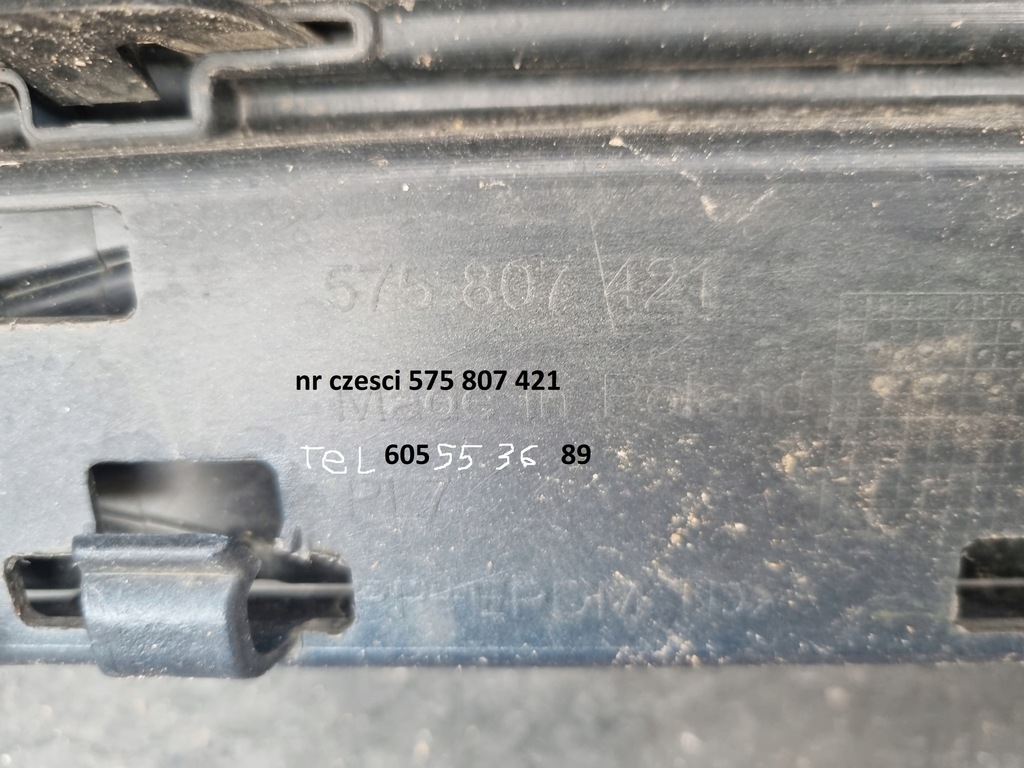 575 807 421
nr czesci 575 807 421
Made in Poland
TeL 605 55 36 89